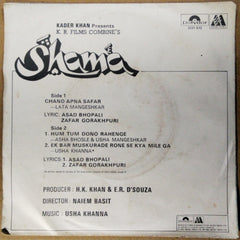 KADER KHAN Presents
K. R. FILMS COMBINE'S
Shama
Polydor
Side 1
CHAND APNA SAFAR
—LATA MANGESHKAR
LYRIC: ASAD BHOPALI
ZAFAR GORAKHPURI
Side 2
1. HUM TUM DONO RAHENGE
—ASHA BHOSLE & USHA MANGESHKAR
2. EK BAR MUSKURADE RONE SE KYA MILE GA
—USHA KHANNA
LYRICS 1. ASAD BHOPALI
2. ZAFAR GORAKHPURI
PRODUCER : H.K. KHAN & E.R. D'SOUZA
DIRECTOR : NAIEM BASIT
MUSIC : USHA KHANNA